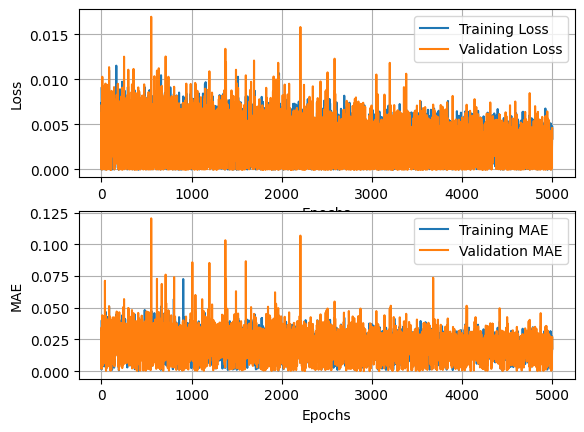 0.015
0.010
0.005
0.000
Loss
Training Loss
Validation Loss
0 1000 2000 3000 4000 5000
Epochs
0.125
0.100
0.075
0.050
0.025
0.000
MAE
Training MAE
Validation MAE
0 1000 2000 3000 4000 5000
Epochs